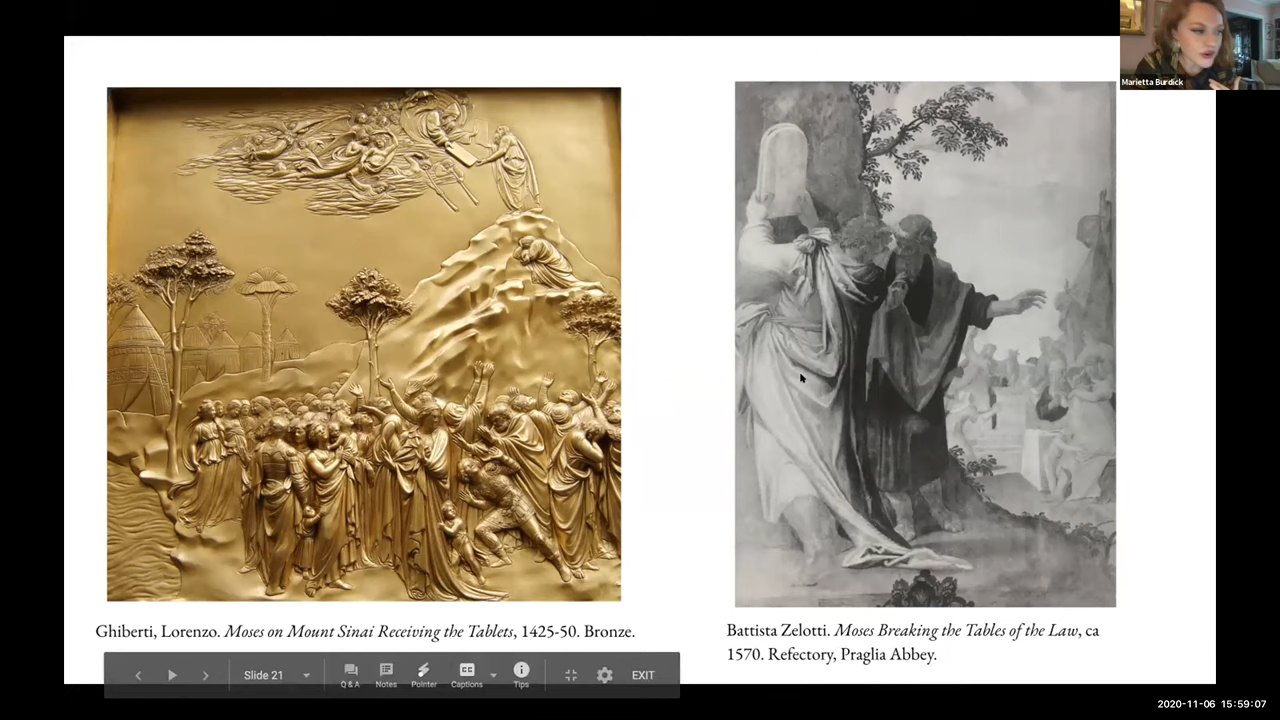 Marietta Burdick
Ghiberti, Lorenzo. Moses on Mount Sinai Receiving the Tablets, 1425-50. Bronze.
Battista Zelotti. Moses Breaking the Tables of the Law, ca
1570. Refectory, Praglia Abbey.
Slide 21
Q & A
Notes
Pointer
Captions
Tips
EXIT
2020-11-06 15:59:07